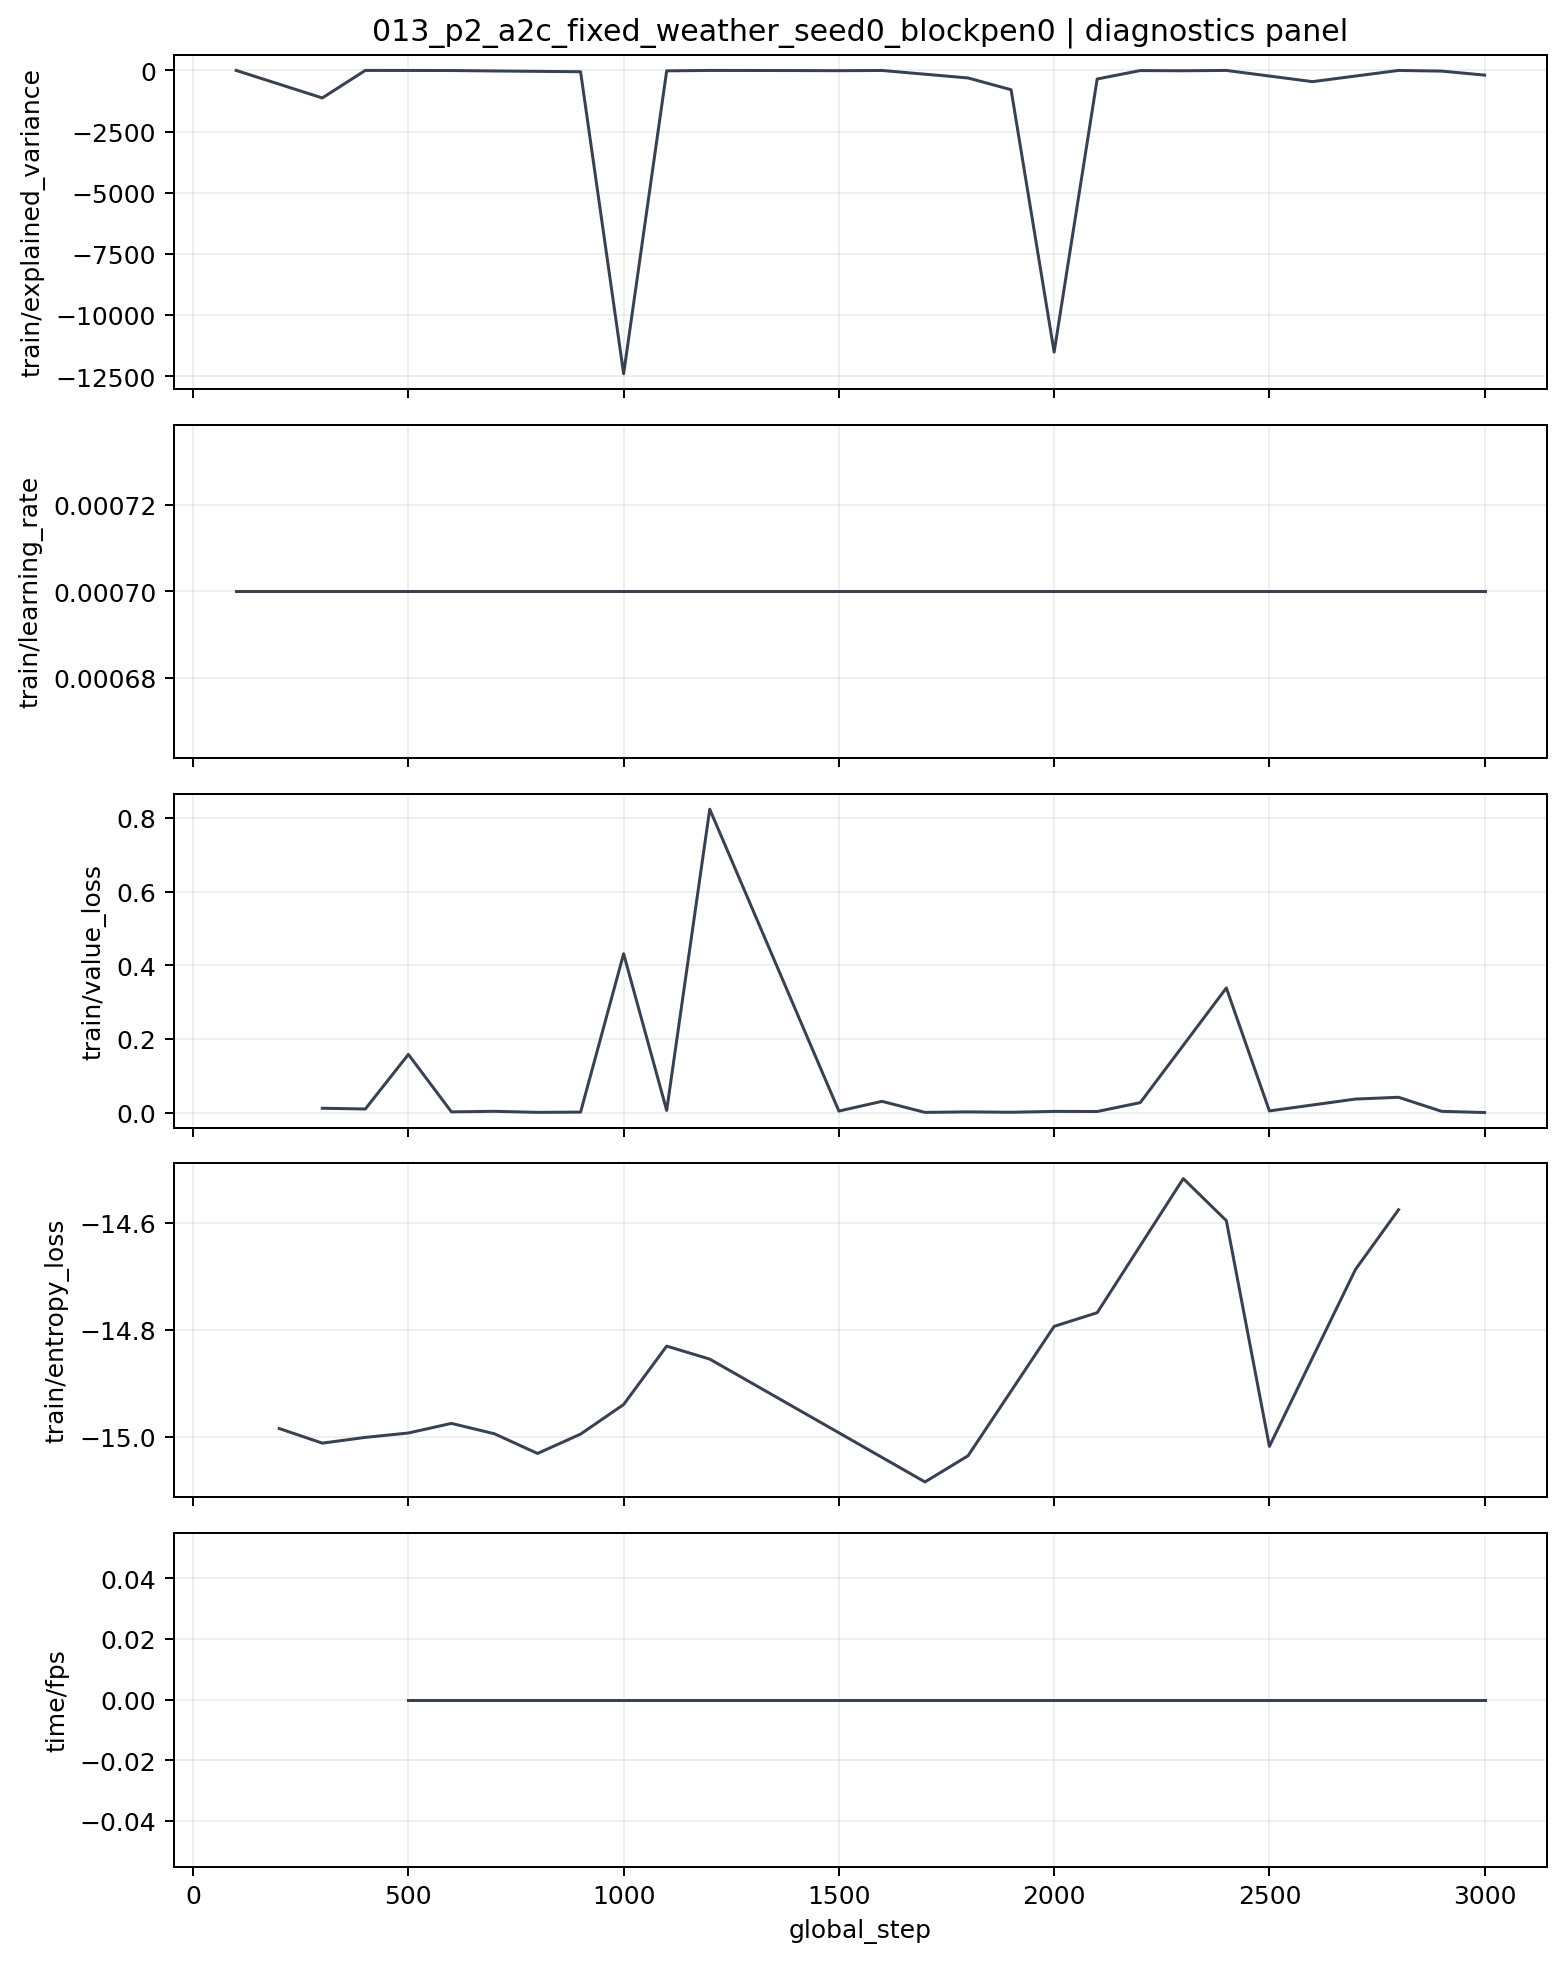 013_p2_a2c_fixed_weather_seed0_blockpen0 | diagnostics panel
train/explained_variance
0
−2500
−5000
−7500
−10000
−12500
train/learning_rate
0.00072
0.00070
0.00068
train/value_loss
0.8
0.6
0.4
0.2
0.0
train/entropy_loss
−14.6
−14.8
−15.0
time/fps
0.04
0.02
0.00
−0.02
−0.04
0 500 1000 1500 2000 2500 3000
global_step